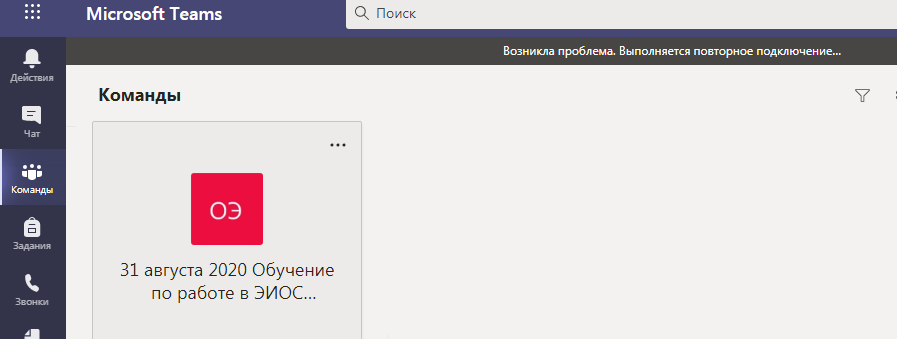 Microsoft Teams
Поиск
Возникла проблема. Выполняется повторное подключение...
Действия
Чат
Команды
Задания
Звонки
Команды
...
ОЭ
31 августа 2020 Обучение
по работе в ЭИОС...